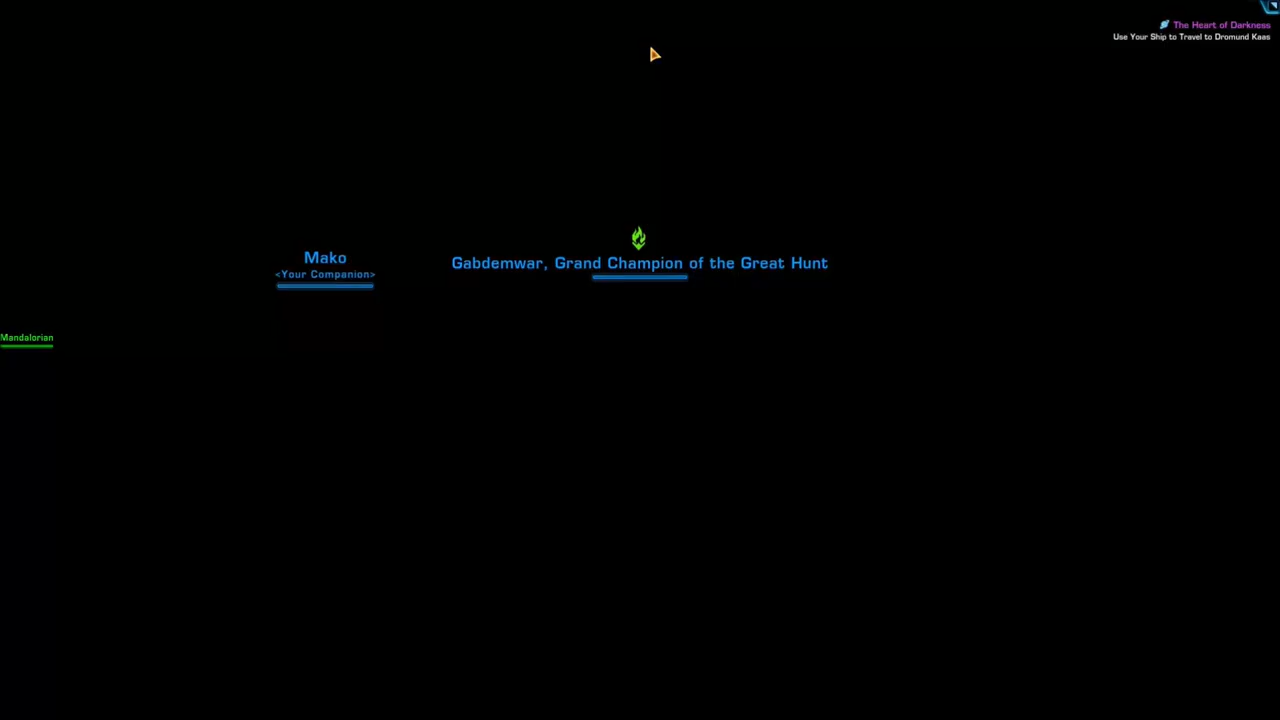 The Heart of Darkness
Use Your Ship to Travel to Dromund Kaas
Mako
<Your Companion>
Gabdemwar, Grand Champion of the Great Hunt
Mandalorian